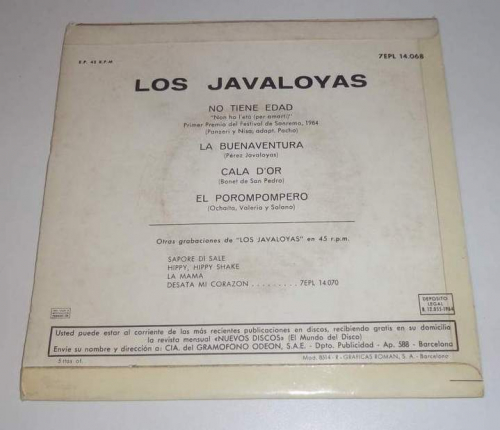 E.P. 45 R.P.M
7EPL 14.068
LOS JAVALOYAS
NO TIENE EDAD
"Non ho l'età (per amarti)"
Primer Premio del Festival de Sanremo, 1964
(Panzeri y Nisa; adapt. Pocho)
LA BUENAVENTURA
(Pérez Javaloyas)
CALA D'OR
(Bonet de San Pedro)
EL POROMPOMPERO
(Ochaita, Valerio y Solano)
Otras grabaciones de "LOS JAVALOYAS" en 45 r.p.m.
SAPORE DI SALE
HIPPY, HIPPY SHAKE
LA MAMA
DESATA MI CORAZON ......... 7EPL 14.070
DEPOSITO
LEGAL
Usted puede estar al corriente de las más recientes publicaciones en discos, recibiendo gratis en su domicilio
la revista mensual «NUEVOS DISCOS» (El Mundo del Disco)
Envíe su nombre y dirección a: CIA. del GRAMOFONO ODEON, S.A.E. - Dpto. Publicidad - Ap. 588 - Barcelona
Mod. 8514 - GRAFICAS ROMAN, S. A. - Barcelona